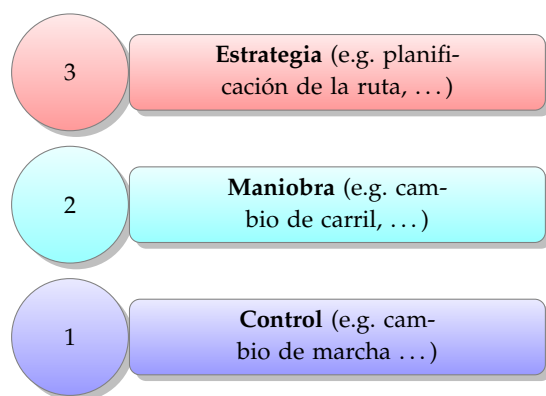 3
Estrategia (e.g. planifi-
cación de la ruta, ...)
2
Maniobra (e.g. cam-
bio de carril, ...)
1
Control (e.g. cam-
bio de marcha ...)